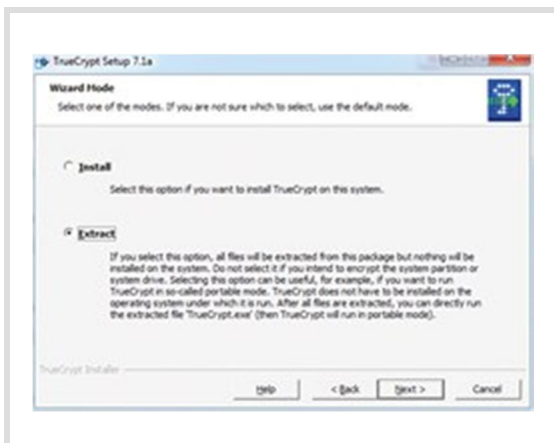 TrueCrypt Setup 7.1a
Wizard Mode
Select one of the modes. If you are not sure which to select, use the default mode.
Install
Select this option if you want to install TrueCrypt on this system.
Extract
If you select this option, all files will be extracted from this package but nothing will be
installed on the system. Do not select it if you intend to encrypt the system partition or
system drive. Selecting this option can be useful, for example, if you want to run
TrueCrypt in so-called portable mode. TrueCrypt does not have to be installed on the
operating system under which it is run. After all files are extracted, you can directly run
the extracted file 'TrueCrypt.exe' (then TrueCrypt will run in portable mode).
TrueCrypt Installer
Help < Back Next > Cancel